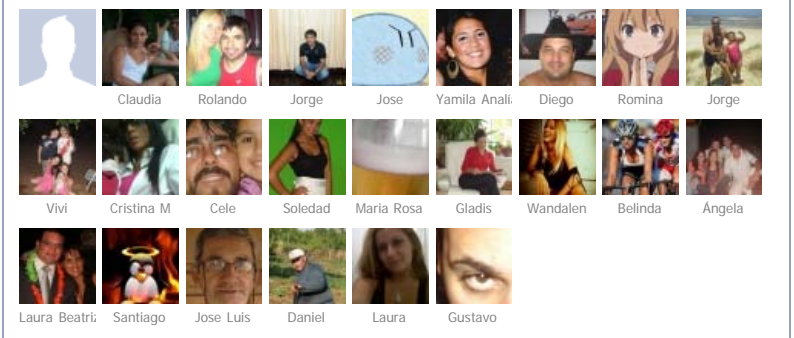 Claudia Rolando Jorge Jose Yamila Anali Diego Romina Jorge
Vivi Cristina M Cele Soledad Maria Rosa Gladis Wandalen Belinda Ángela
Laura Beatriz Santiago Jose Luis Daniel Laura Gustavo